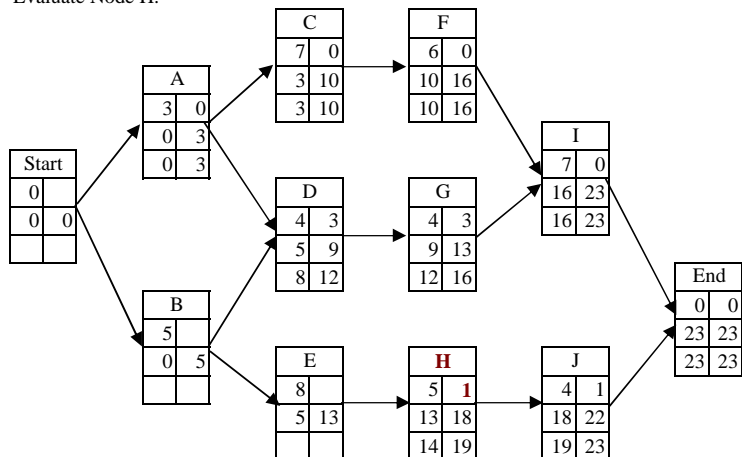 Evaluate Node H.
C
7 0
3 10
3 10
F
6 0
10 16
10 16
A
3 0
0 3
0 3
I
7 0
16 23
16 23
Start
0
0 0
D
4 3
5 9
8 12
G
4 3
9 13
12 16
End
0 0
23 23
23 23
B
5
0 5
E
8
5 13
H
5 1
13 18
14 19
J
4 1
18 22
19 23